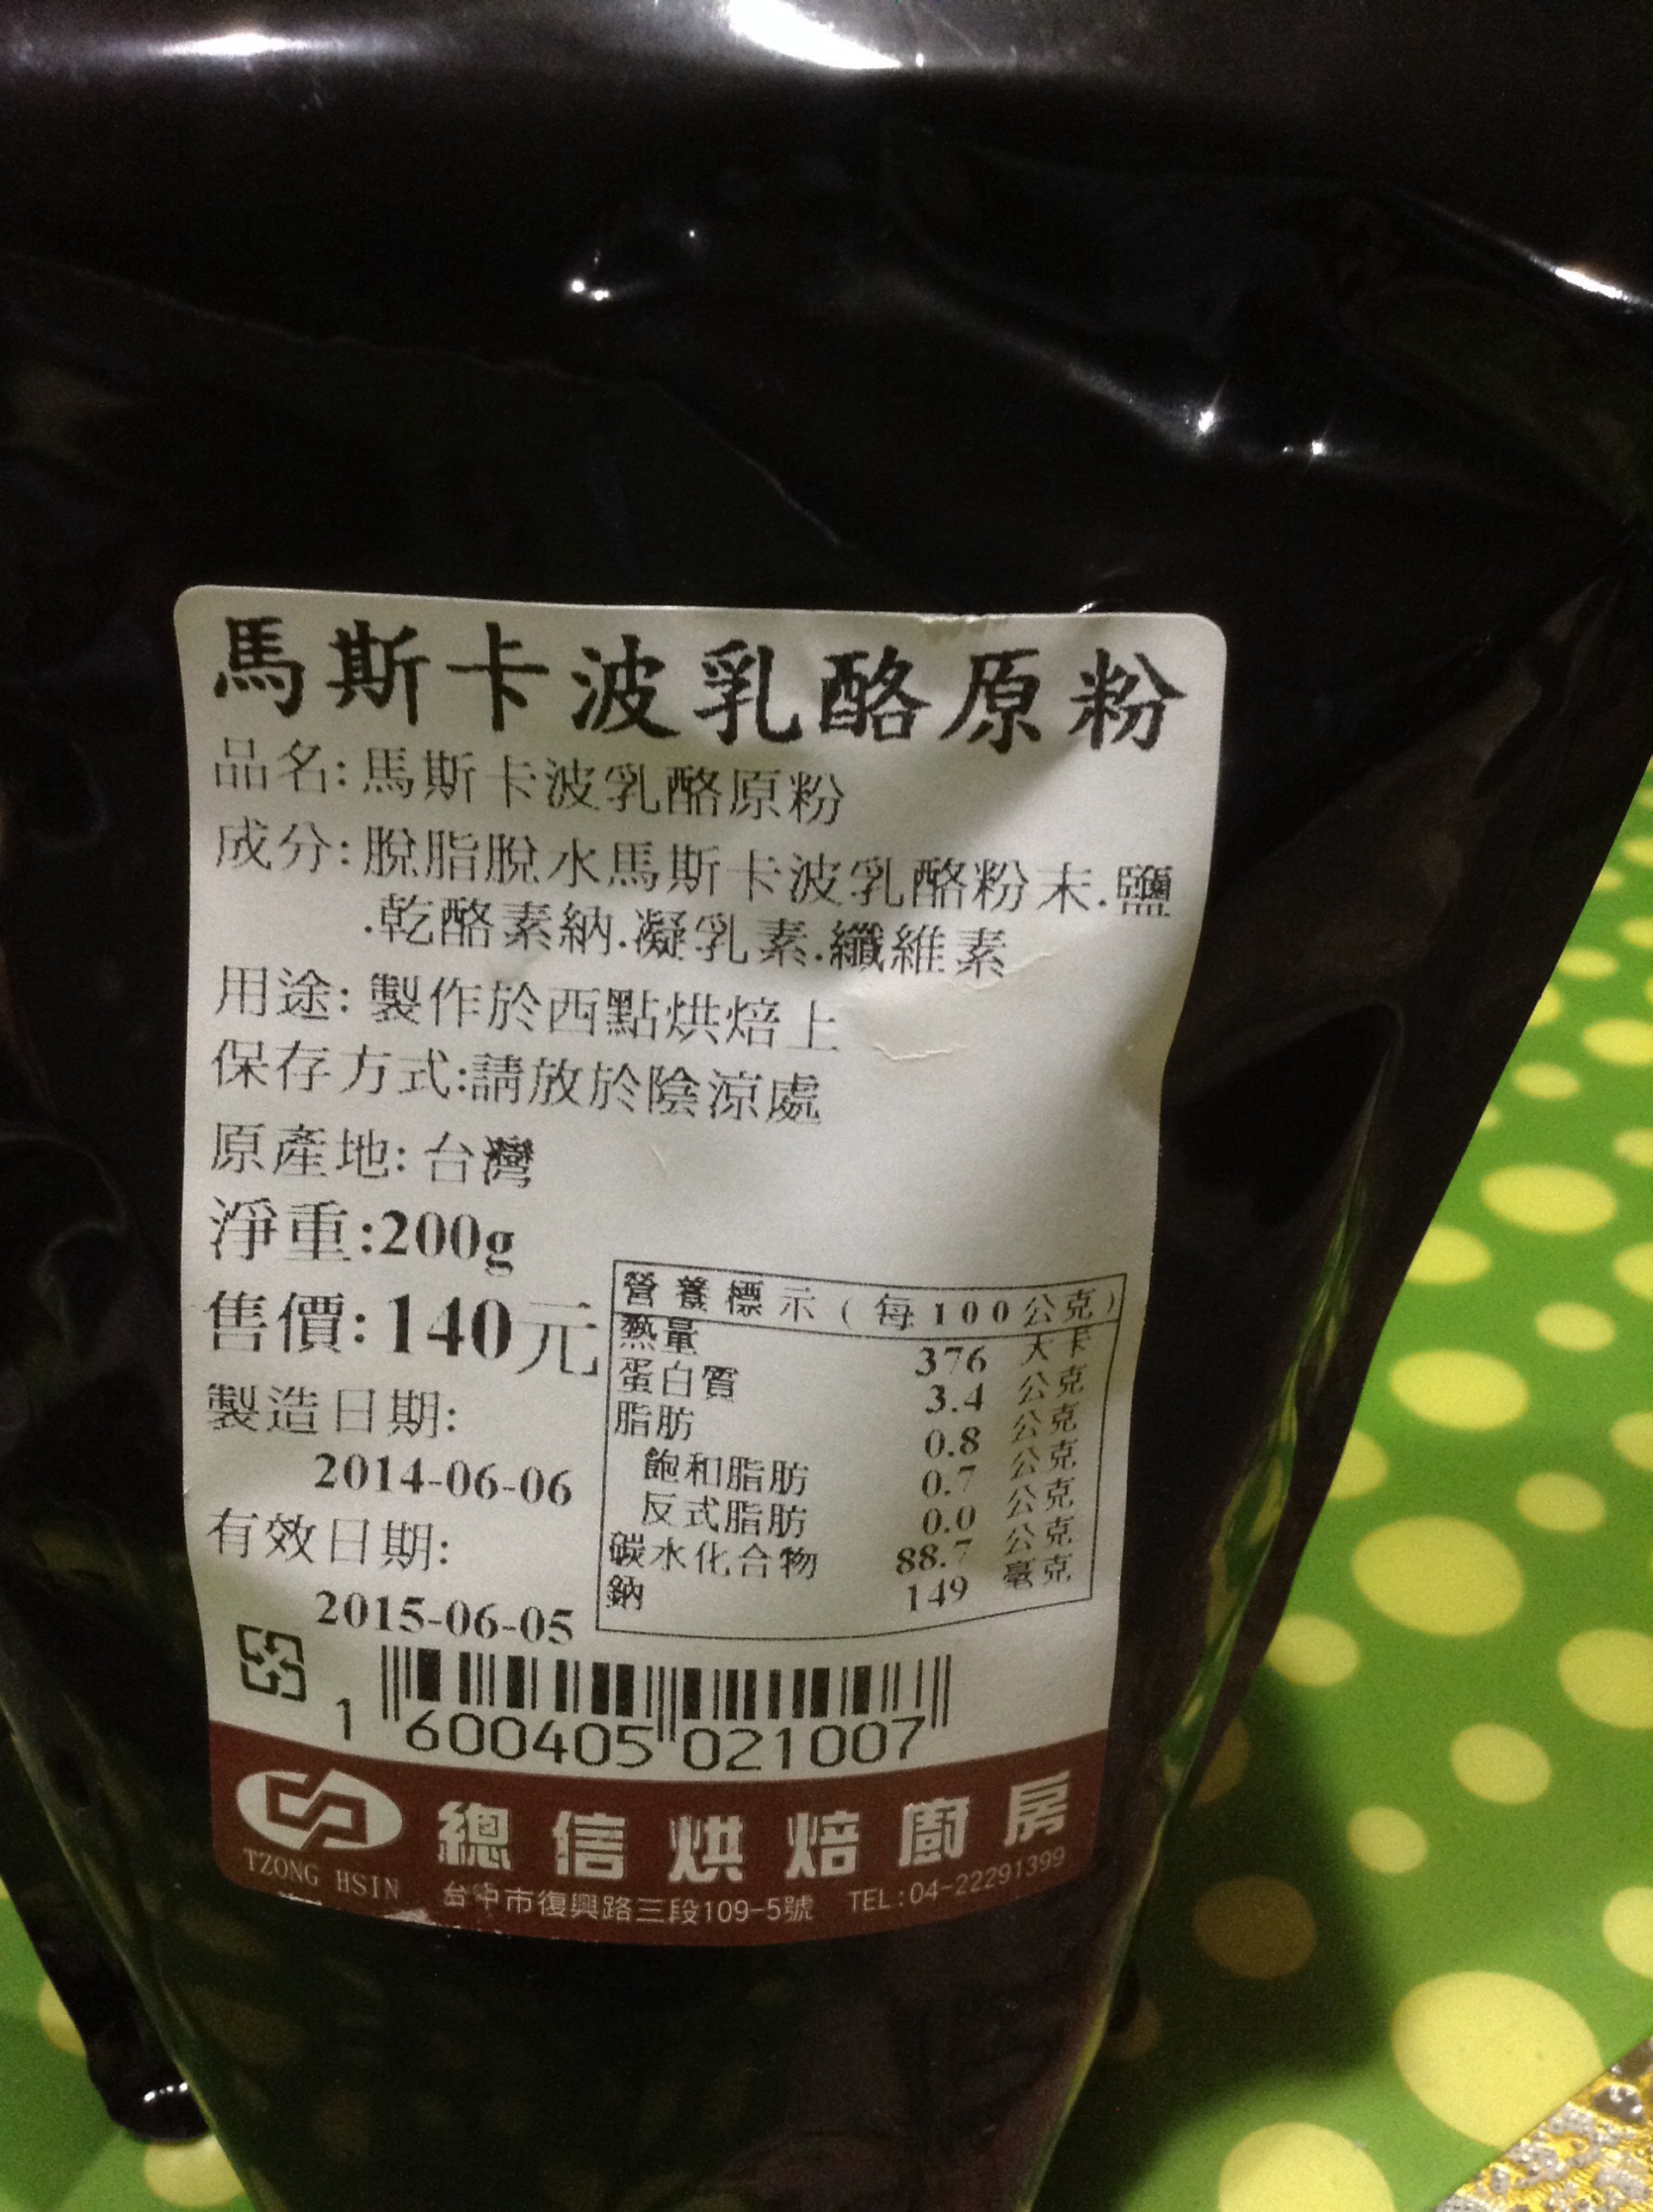 馬斯卡波乳酪原粉
品名:馬斯卡波乳酪原粉
成分:脫脂脫水馬斯卡波乳酪粉末.鹽
.乾酪素納.凝乳素.纖維素
用途:製作於西點烘焙上
保存方式:請放於陰涼處
原產地:台灣
淨重:200g
售價:140元
製造日期:
2014-06-06
有效日期:
2015-06-05
營養標示(每100公克)
熱量 376 大卡
蛋白質 3.4 公克
脂肪 0.8 公克
飽和脂肪 0.7 公克
反式脂肪 0.0 公克
碳水化合物 88.7 公克
鈉 149 毫克
1 600405 021007
TZONG HSIN
總信烘焙廚房
台中市復興路三段109-5號 TEL:04-22291399